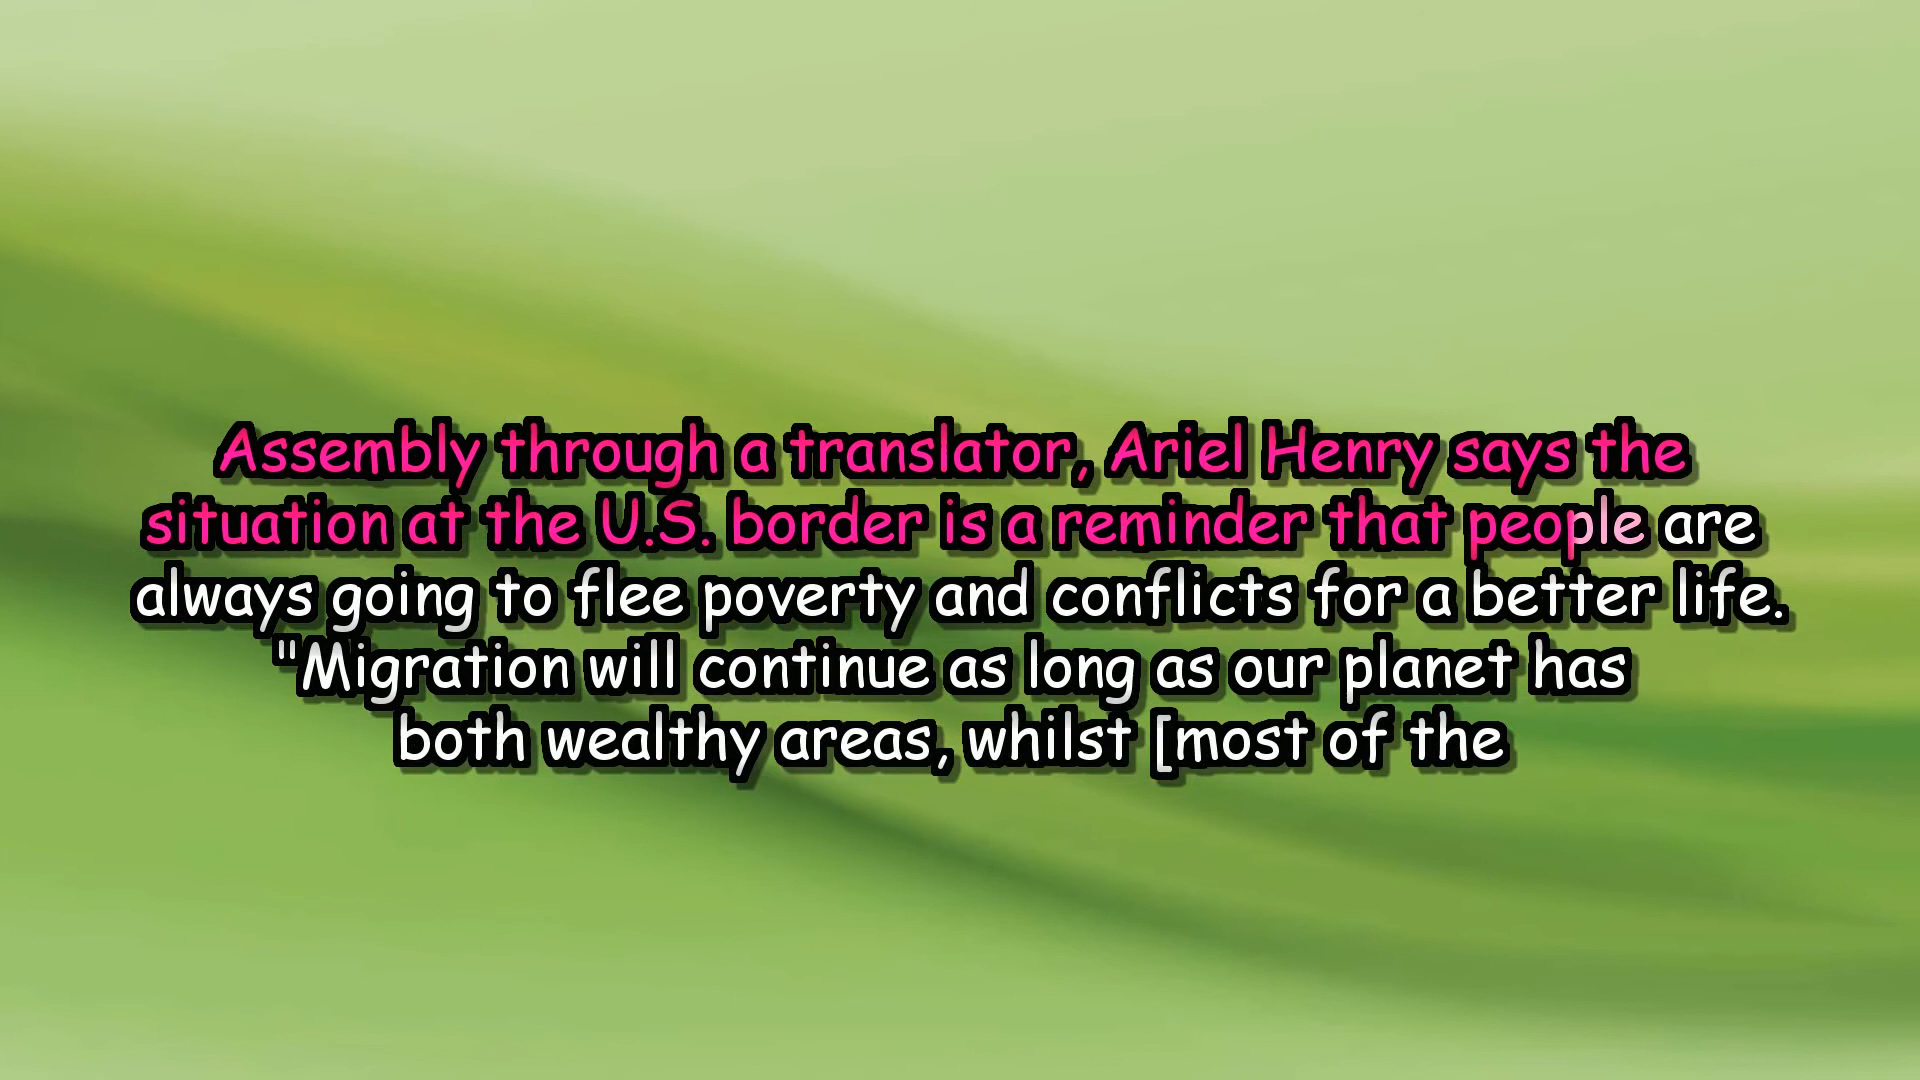 Assembly through a translator, Ariel Henry says the
situation at the U.S. border is a reminder that people are
always going to flee poverty and conflicts for a better life.
"Migration will continue as long as our planet has
both wealthy areas, whilst [most of the